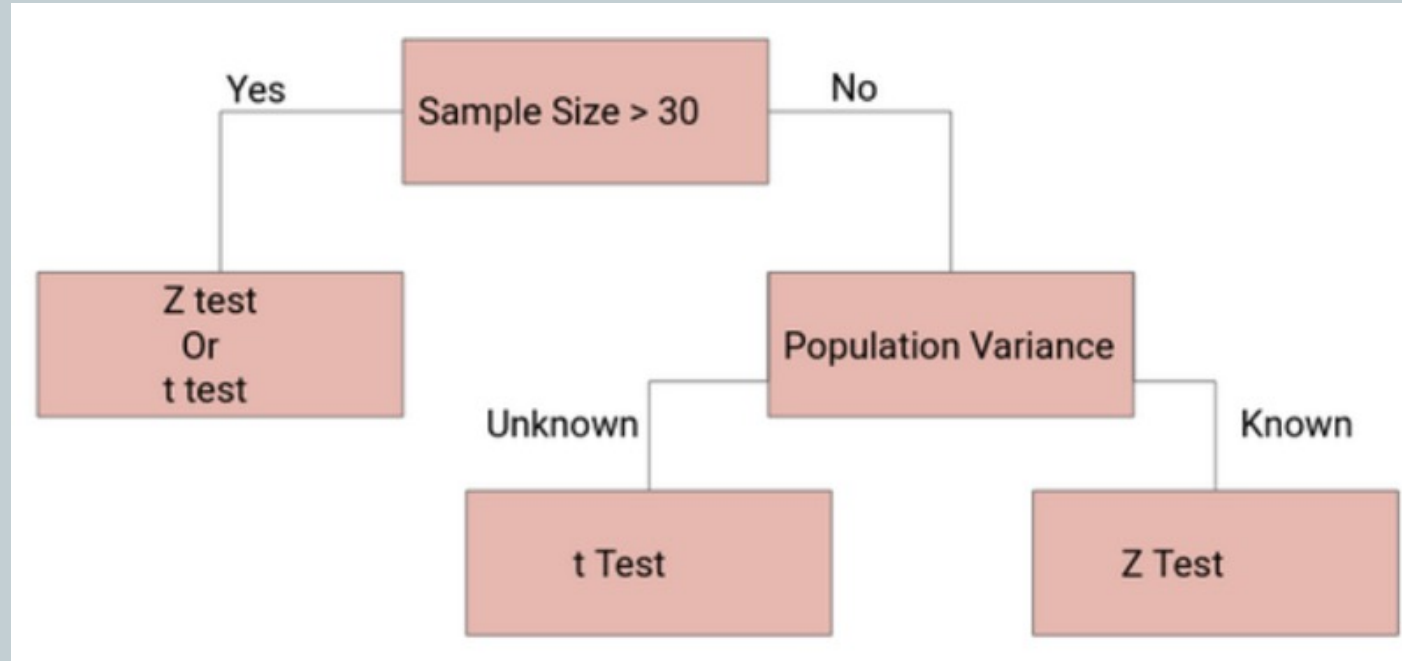 Yes
Sample Size > 30
No
Z test
Or
t test
Population Variance
Unknown
Known
t Test
Z Test